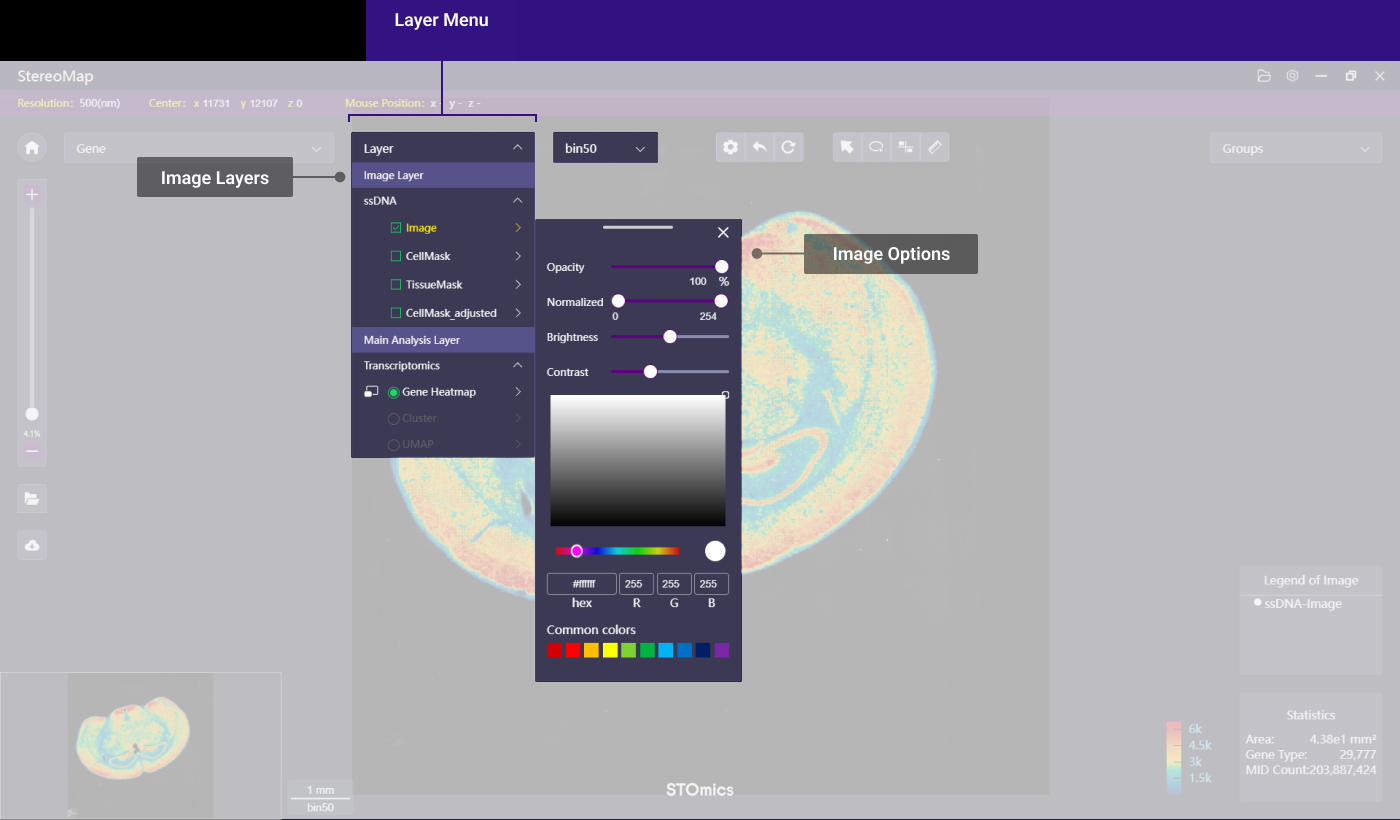 Layer Menu
StereoMap
Resolution: 500(nm) Center: x 11731 y 12107 z 0 Mouse Position: x - y - z -
Gene
Layer
bin50
Groups
Image Layers
Image Layer
ssDNA
Image
CellMask
TissueMask
CellMask_adjusted
Main Analysis Layer
Transcriptomics
Gene Heatmap
Cluster
UMAP
4.1%
Image Options
Opacity
100 %
Normalized
0 254
Brightness
Contrast
#ffffff 255 255 255
hex R G B
Common colors
Legend of Image
ssDNA-Image
Statistics
Area: 4.38e1 mm²
Gene Type: 29,777
MID Count:203,887,424
6k
4.5k
3k
1.5k
1 mm
bin50
STOmics